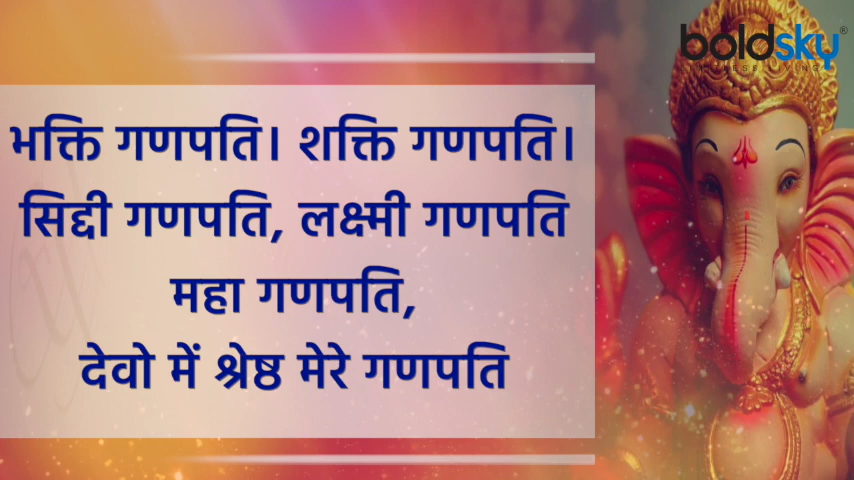 boldsky®
भक्ति गणपति। शक्ति गणपति।
सिद्दी गणपति, लक्ष्मी गणपति
महा गणपति,
देवो में श्रेष्ठ मेरे गणपति